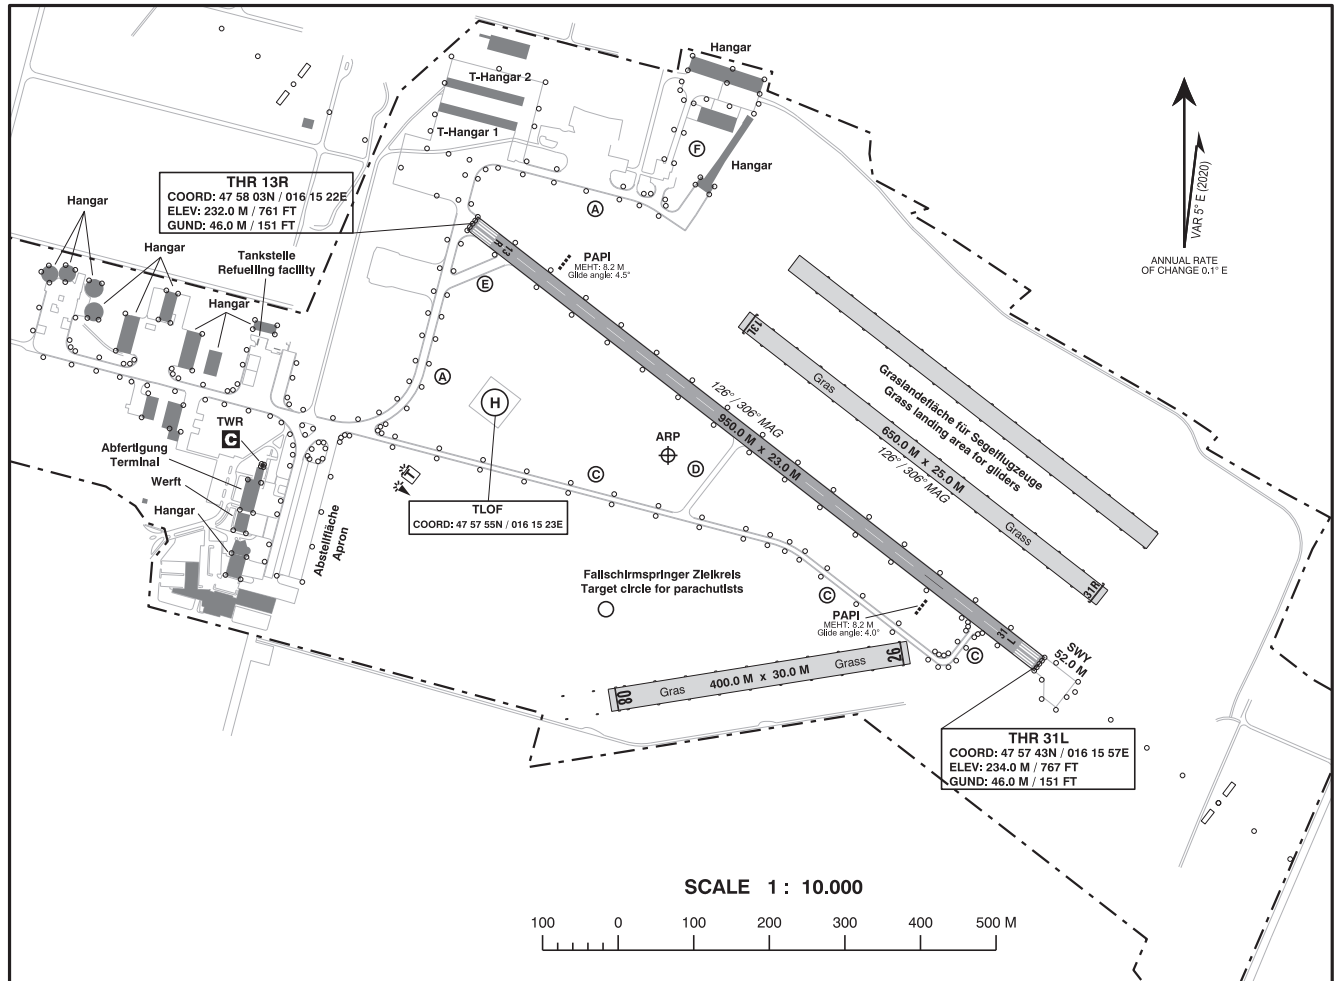 Hangar
T-Hangar 2
T-Hangar 1
F
Hangar
THR 13R
COORD: 47 58 03N / 016 15 22E
ELEV: 232.0 M / 761 FT
GUND: 46.0 M / 151 FT
A
VAR 5° E (2020)
ANNUAL RATE
OF CHANGE 0.1° E
Hangar
Hangar
Tankstelle
Refuelling facility
Hangar
13
R
PAPI
MEHT: 8.2 M
Glide angle: 4.5°
E
A
13L
Gras
Graslandefläche für Segelflugzeuge
Grass landing area for gliders
650.0 M x 25.0 M
126° / 306° MAG
Grass
31R
126° / 306° MAG
950.0 M x 23.0 M
H
TWR
C
ARP
D
C
Abfertigung
Terminal
Werft
Hangar
T
TLOF
COORD: 47 57 55N / 016 15 23E
Abstellfläche
Apron
Fallschirmspringer Zielkreis
Target circle for parachutists
C
PAPI
MEHT: 8.2 M
Glide angle: 4.0°
31
L
C
SWY
52.0 M
08
Gras
400.0 M x 30.0 M
Grass
26
THR 31L
COORD: 47 57 43N / 016 15 57E
ELEV: 234.0 M / 767 FT
GUND: 46.0 M / 151 FT
SCALE 1 : 10.000
100 0 100 200 300 400 500 M